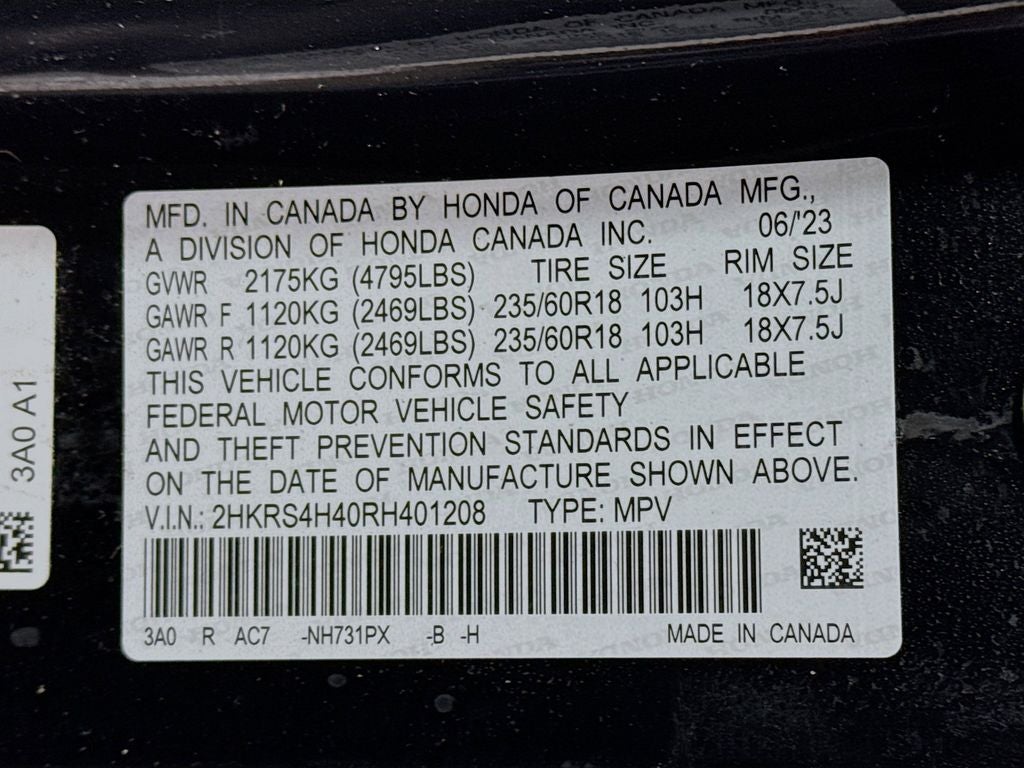 MFD. IN CANADA BY HONDA OF CANADA MFG.,
A DIVISION OF HONDA CANADA INC. 06/'23
GVWR 2175KG (4795LBS) TIRE SIZE RIM SIZE
GAWR F 1120KG (2469LBS) 235/60R18 103H 18X7.5J
GAWR R 1120KG (2469LBS) 235/60R18 103H 18X7.5J
THIS VEHICLE CONFORMS TO ALL APPLICABLE
FEDERAL MOTOR VEHICLE SAFETY
AND THEFT PREVENTION STANDARDS IN EFFECT
ON THE DATE OF MANUFACTURE SHOWN ABOVE.
V.I.N.: 2HKRS4H40RH401208 TYPE: MPV
3A0 R AC7 -NH731PX -B -H MADE IN CANADA
3A0 A1